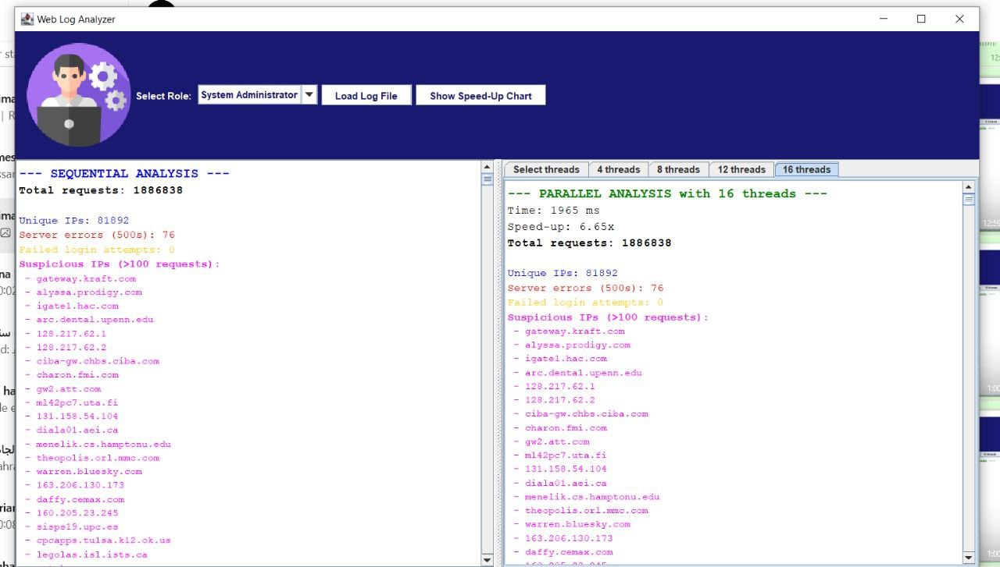 Web Log Analyzer
Select Role: System Administrator Load Log File Show Speed-Up Chart
--- SEQUENTIAL ANALYSIS ---
Total requests: 1886838
Unique IPs: 81892
Server errors (500s): 76
Failed login attempts: 0
Suspicious IPs (>100 requests):
- gateway.kraft.com
- alyssa.prodigy.com
- igate1.hac.com
- arc.dental.upenn.edu
- 128.217.62.1
- 128.217.62.2
- ciba-gw.chbs.ciba.com
- charon.fmi.com
- gw2.att.com
- ml42pc7.uta.fi
- 131.158.54.104
- diala01.aei.ca
- menelik.cs.hamptonu.edu
- theopolis.orl.mmc.com
- warren.bluesky.com
- 163.206.130.173
- daffy.cemax.com
- 160.205.23.245
- sisps19.upc.es
- cpcapps.tulsa.k12.ok.us
- legolas.isl.ists.ca
Select threads 4 threads 8 threads 12 threads 16 threads
--- PARALLEL ANALYSIS with 16 threads ---
Time: 1965 ms
Speed-up: 6.65x
Total requests: 1886838
Unique IPs: 81892
Server errors (500s): 76
Failed login attempts: 0
Suspicious IPs (>100 requests):
- gateway.kraft.com
- alyssa.prodigy.com
- igate1.hac.com
- arc.dental.upenn.edu
- 128.217.62.1
- 128.217.62.2
- ciba-gw.chbs.ciba.com
- charon.fmi.com
- gw2.att.com
- ml42pc7.uta.fi
- 131.158.54.104
- diala01.aei.ca
- menelik.cs.hamptonu.edu
- theopolis.orl.mmc.com
- warren.bluesky.com
- 163.206.130.173
- daffy.cemax.com
- 160.205.23.245